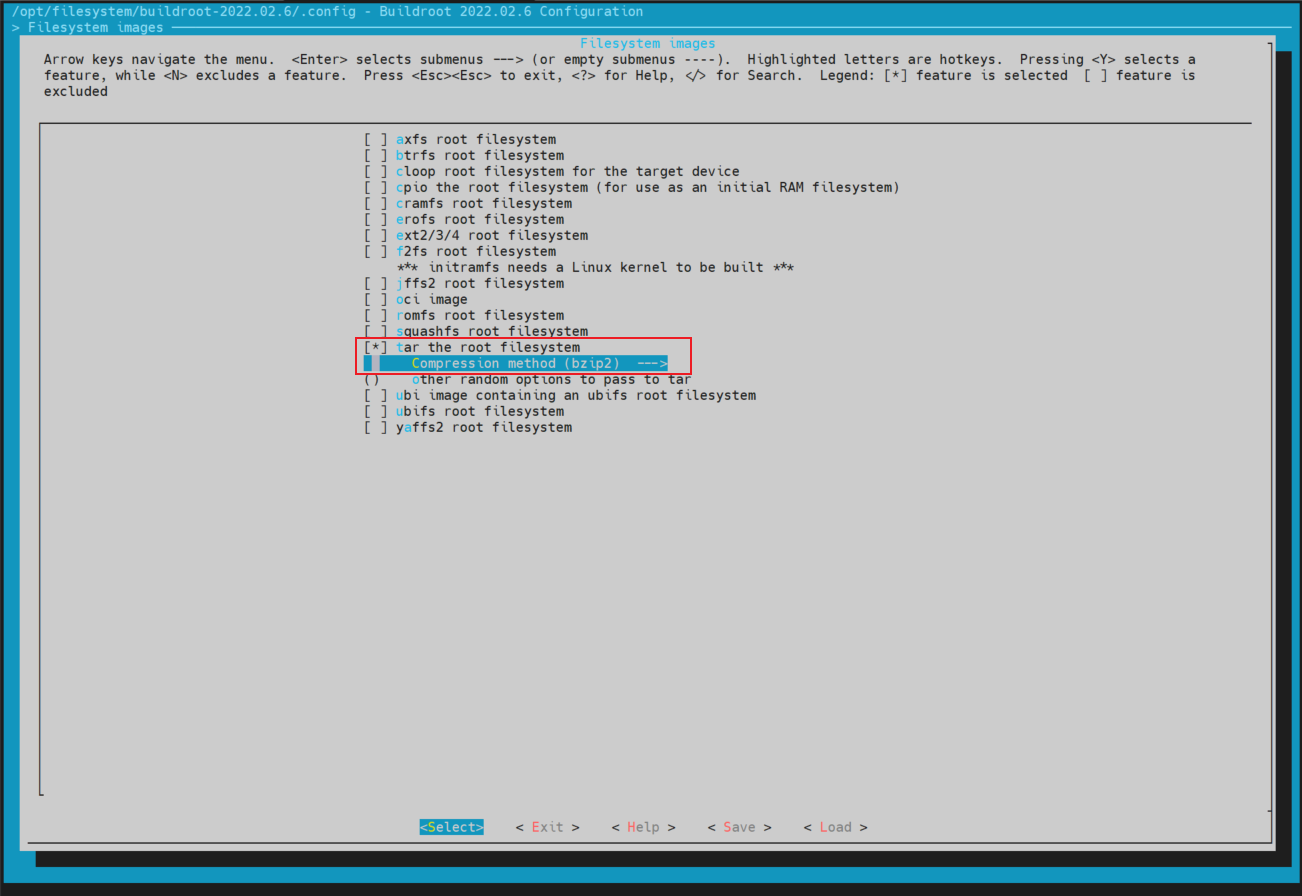 /opt/filesystem/buildroot-2022.02.6/.config - Buildroot 2022.02.6 Configuration
> Filesystem images
Filesystem images
Arrow keys navigate the menu.  <Enter> selects submenus ---> (or empty submenus ----).  Highlighted letters are hotkeys.  Pressing <Y> selects a
feature, while <N> excludes a feature.  Press <Esc><Esc> to exit, <?> for Help, </> for Search.  Legend: [*] feature is selected  [ ] feature is
excluded
[ ] axfs root filesystem
[ ] btrfs root filesystem
[ ] cloop root filesystem for the target device
[ ] cpio the root filesystem (for use as an initial RAM filesystem)
[ ] cramfs root filesystem
[ ] erofs root filesystem
[ ] ext2/3/4 root filesystem
[ ] f2fs root filesystem
*** initramfs needs a Linux kernel to be built ***
[ ] jffs2 root filesystem
[ ] oci image
[ ] romfs root filesystem
[ ] squashfs root filesystem
[*] tar the root filesystem
Compression method (bzip2)  --->
()    other random options to pass to tar
[ ] ubi image containing an ubifs root filesystem
[ ] ubifs root filesystem
[ ] yaffs2 root filesystem
<Select>    < Exit >    < Help >    < Save >    < Load >